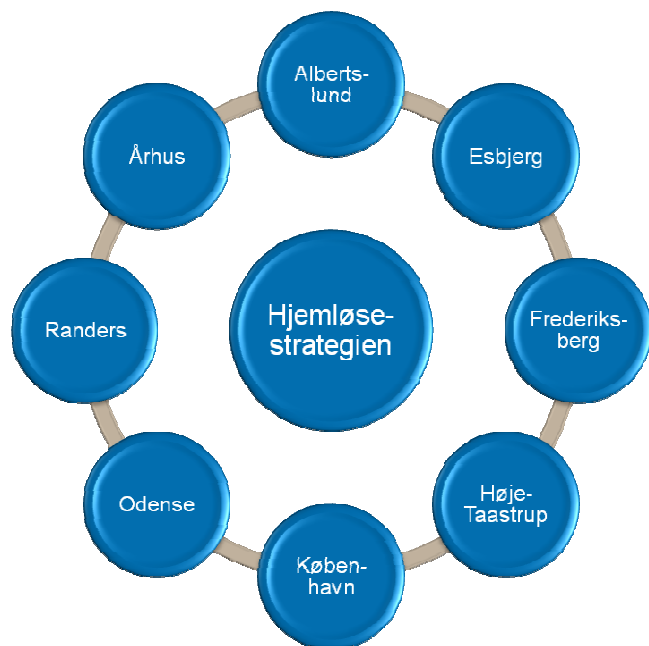 Alberts-
lund
Esbjerg
Frederiks-
berg
Høje-
Taastrup
Køben-
havn
Odense
Randers
Århus
Hjemløse-
strategien